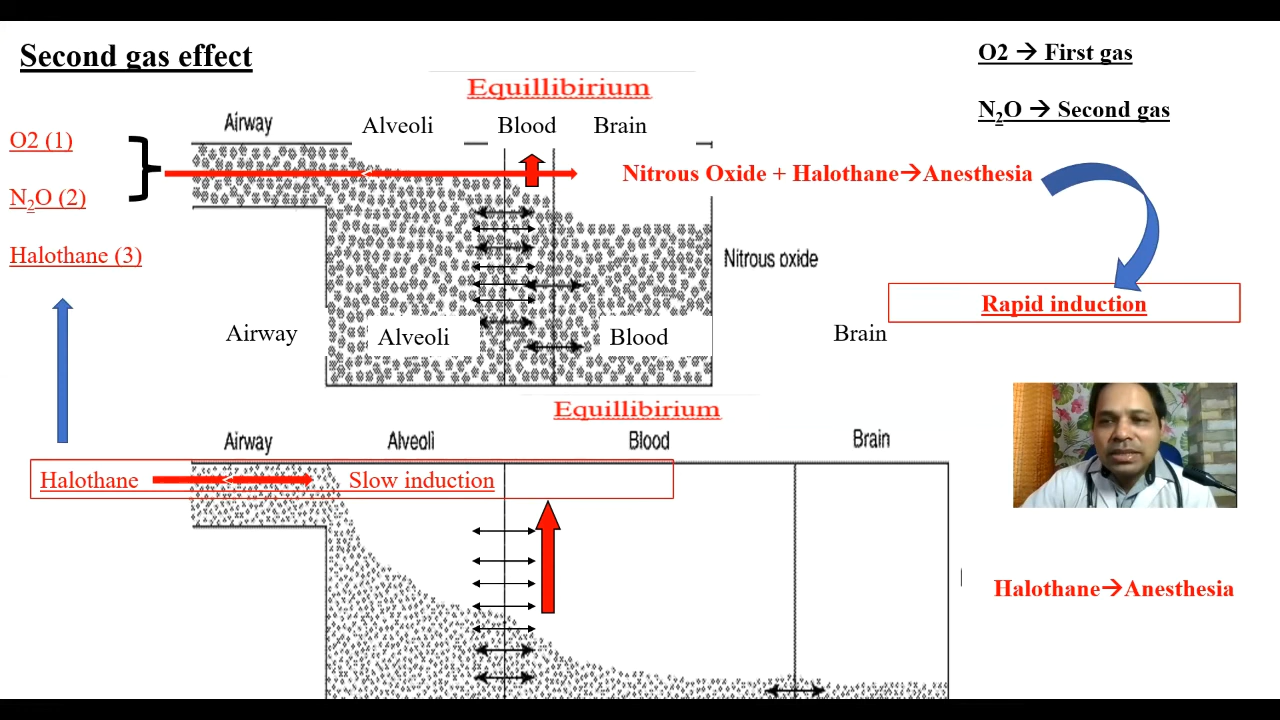 Second gas effect
O2 → First gas
N₂O → Second gas
Equillibirium
Airway
Alveoli
Blood
Brain
O2 (1)
N₂O (2)
Halothane (3)
Nitrous Oxide + Halothane→Anesthesia
Nitrous oxide
Rapid induction
Airway
Alveoli
Blood
Brain
Equillibirium
Airway
Alveoli
Blood
Brain
Halothane
Slow induction
Halothane→Anesthesia